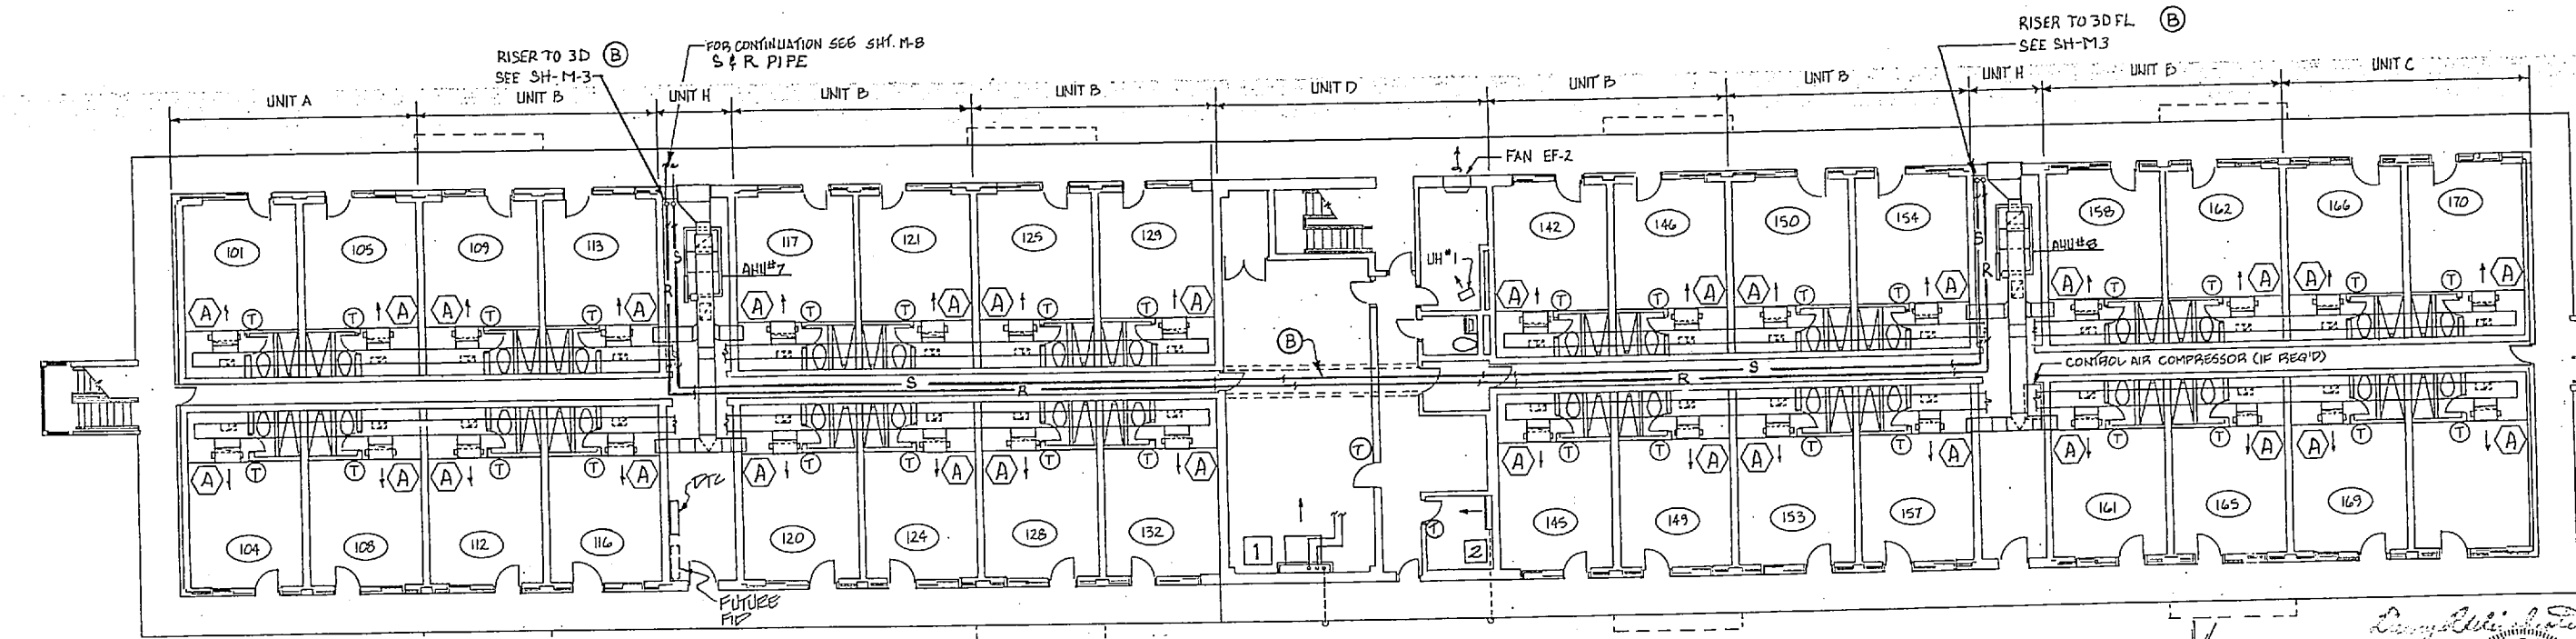 RISER TO 3D FL B
SEE SH-M3
RISER TO 3D B
SEE SH-M-3
FOR CONTINUATION SEE SHT. M-8
S & R PIPE
UNIT A
UNIT B
UNIT H
UNIT B
UNIT B
UNIT D
UNIT B
UNIT B
UNIT H
UNIT B
UNIT C
FAN EF-2
101
105
109
113
117
121
125
129
142
146
150
154
158
162
166
170
S
R
AHU#7
UH#1
S
R
AHU#8
A T T A A T T A A T T A A T T A
A T T A A T T A A T T A A T T A
B
CONTROL AIR COMPRESSOR (IF REQ'D)
S
R
S
R
A T T A A T T A A T T A A T T A
T
A T T A A T T A A T T A A T T A
DTC
T
104
108
112
116
120
124
128
132
1
2
145
149
153
157
161
165
169
FUTURE